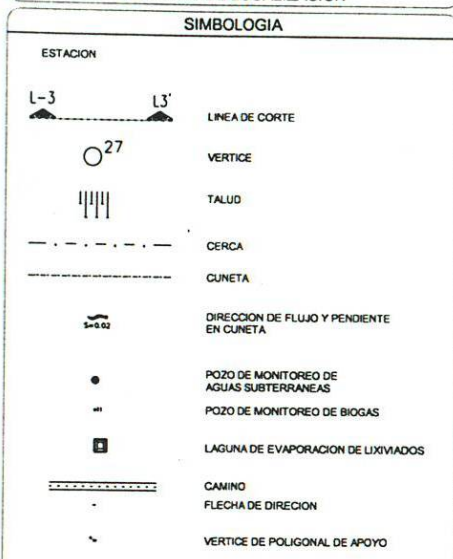 SIMBOLOGIA
ESTACION
L-3 L3' LINEA DE CORTE
27 VERTICE
TALUD
CERCA
CUNETA
S=0.02 DIRECCION DE FLUJO Y PENDIENTE
EN CUNETA
POZO DE MONITOREO DE
AGUAS SUBTERRANEAS
POZO DE MONITOREO DE BIOGAS
LAGUNA DE EVAPORACION DE LIXIVIADOS
CAMINO
FLECHA DE DIRECION
VERTICE DE POLIGONAL DE APOYO